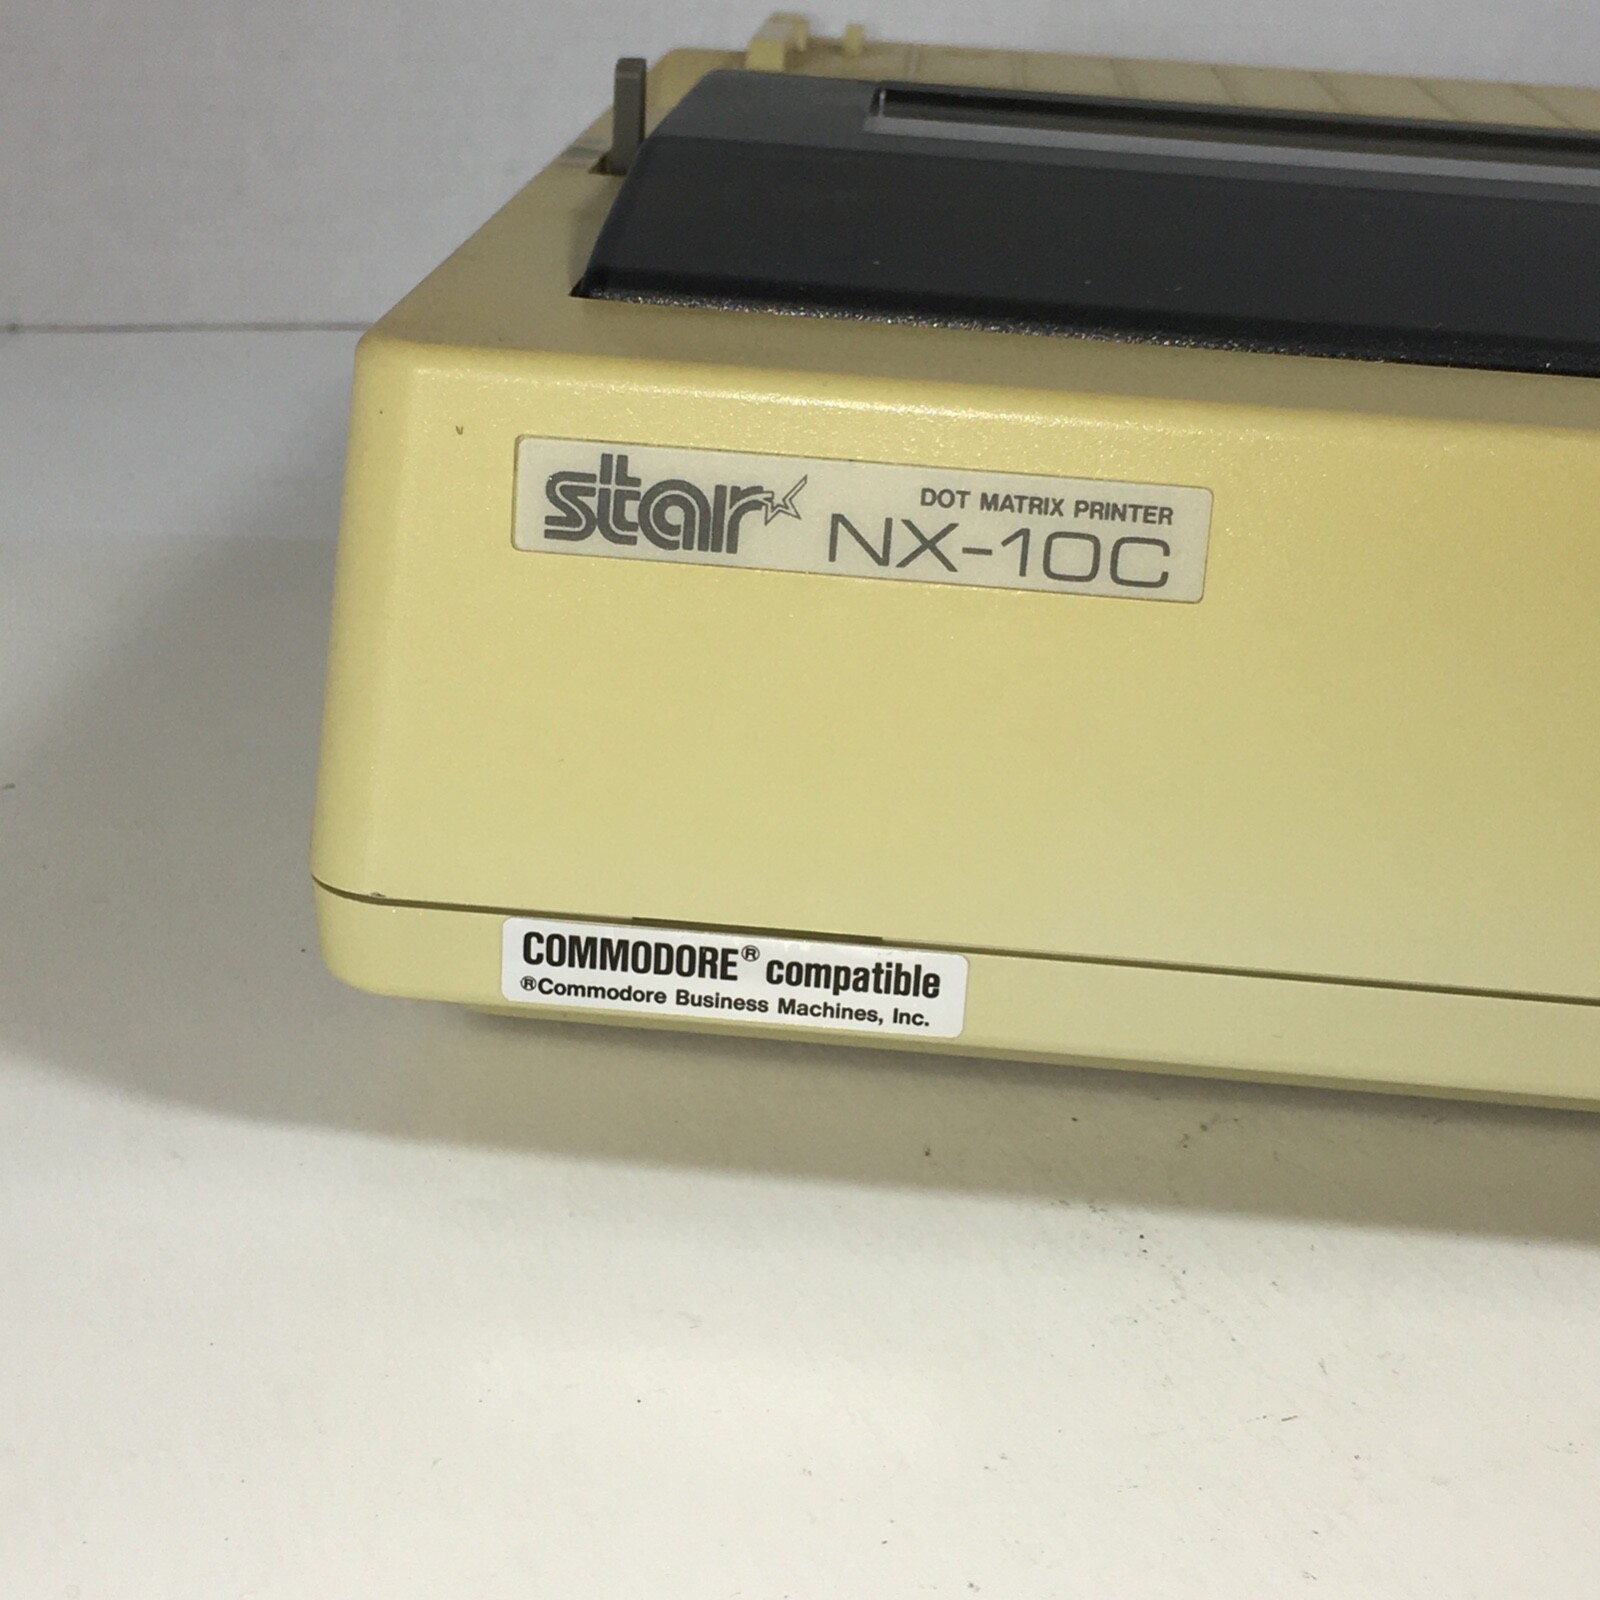 star
DOT MATRIX PRINTER
NX-10C
COMMODORE® compatible
®Commodore Business Machines, Inc.